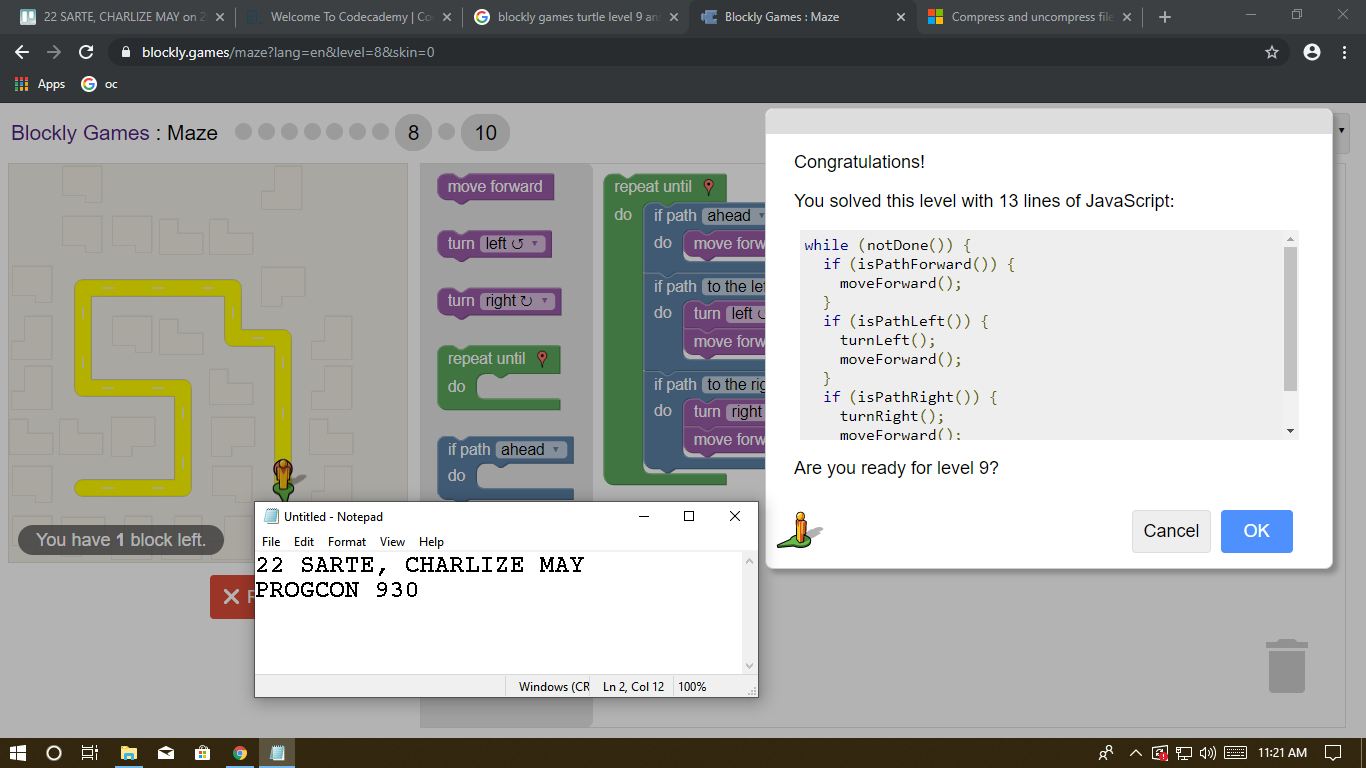 22 SARTE, CHARLIZE MAY on 2
Welcome To Codecademy | Co
blockly games turtle level 9 an
Blockly Games : Maze
Compress and uncompress file
blockly.games/maze?lang=en&level=8&skin=0
Apps
oc
Blockly Games : Maze
8
10
move forward
turn left ↺
turn right ↻
repeat until
do
if path ahead
do
repeat until
do
if path ahead
do
move forw
if path to the lef
do
turn left
move forw
if path to the rig
do
turn right
move forw
You have 1 block left.
Congratulations!
You solved this level with 13 lines of JavaScript:
while (notDone()) {
if (isPathForward()) {
moveForward();
}
if (isPathLeft()) {
turnLeft();
moveForward();
}
if (isPathRight()) {
turnRight();
moveForward();
Are you ready for level 9?
Cancel
OK
Untitled - Notepad
File Edit Format View Help
22 SARTE, CHARLIZE MAY
PROGCON 930
Windows (CR
Ln 2, Col 12
100%
11:21 AM